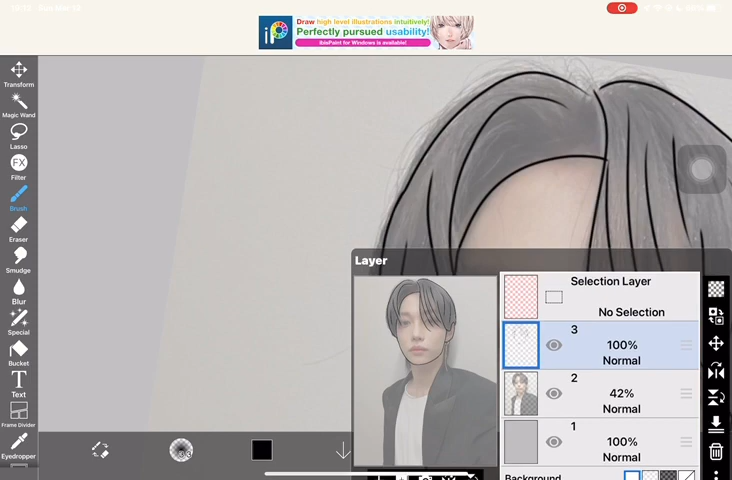 Draw high level illustrations intuitively!
Perfectly pursued usability!
ibisPaint for Windows is available!
Transform
Magic Wand
Lasso
FX
Filter
Brush
Eraser
Smudge
Blur
Special
Bucket
T
Text
Frame Divider
Eyedropper
Layer
Selection Layer
No Selection
3
100%
Normal
2
42%
Normal
1
100%
Normal
Background